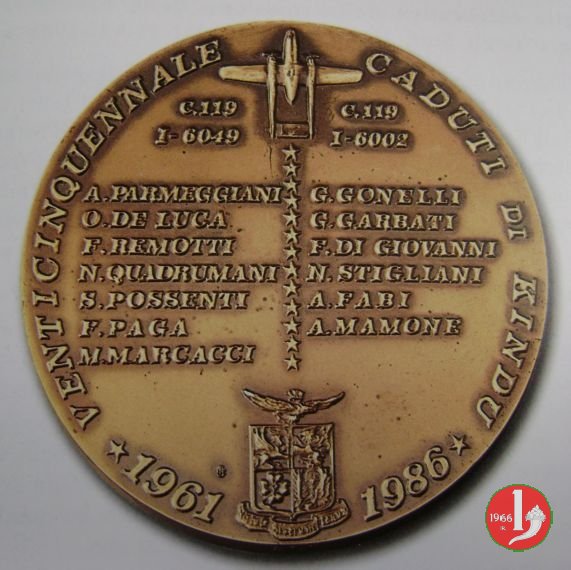 VENTICINQUENNALE CADUTI DI KINDU
C.119 C.119
I-6049 I-6002
A.PARMEGGIANI G.GONELLI
O.DE LUCA G.GARBATI
F.REMOTTI F.DI GIOVANNI
N.QUADRUMANI N.STIGLIANI
S.POSSENTI A.FABI
F.PAGA A.MAMONE
M.MARCACCI
1961 1986
1966